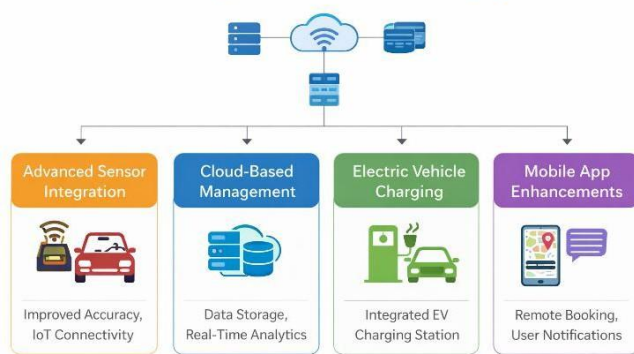 Advanced Sensor
Integration
Improved Accuracy,
IoT Connectivity
Cloud-Based
Management
Data Storage,
Real-Time Analytics
Electric Vehicle
Charging
Integrated EV
Charging Station
Mobile App
Enhancements
Remote Booking,
User Notifications